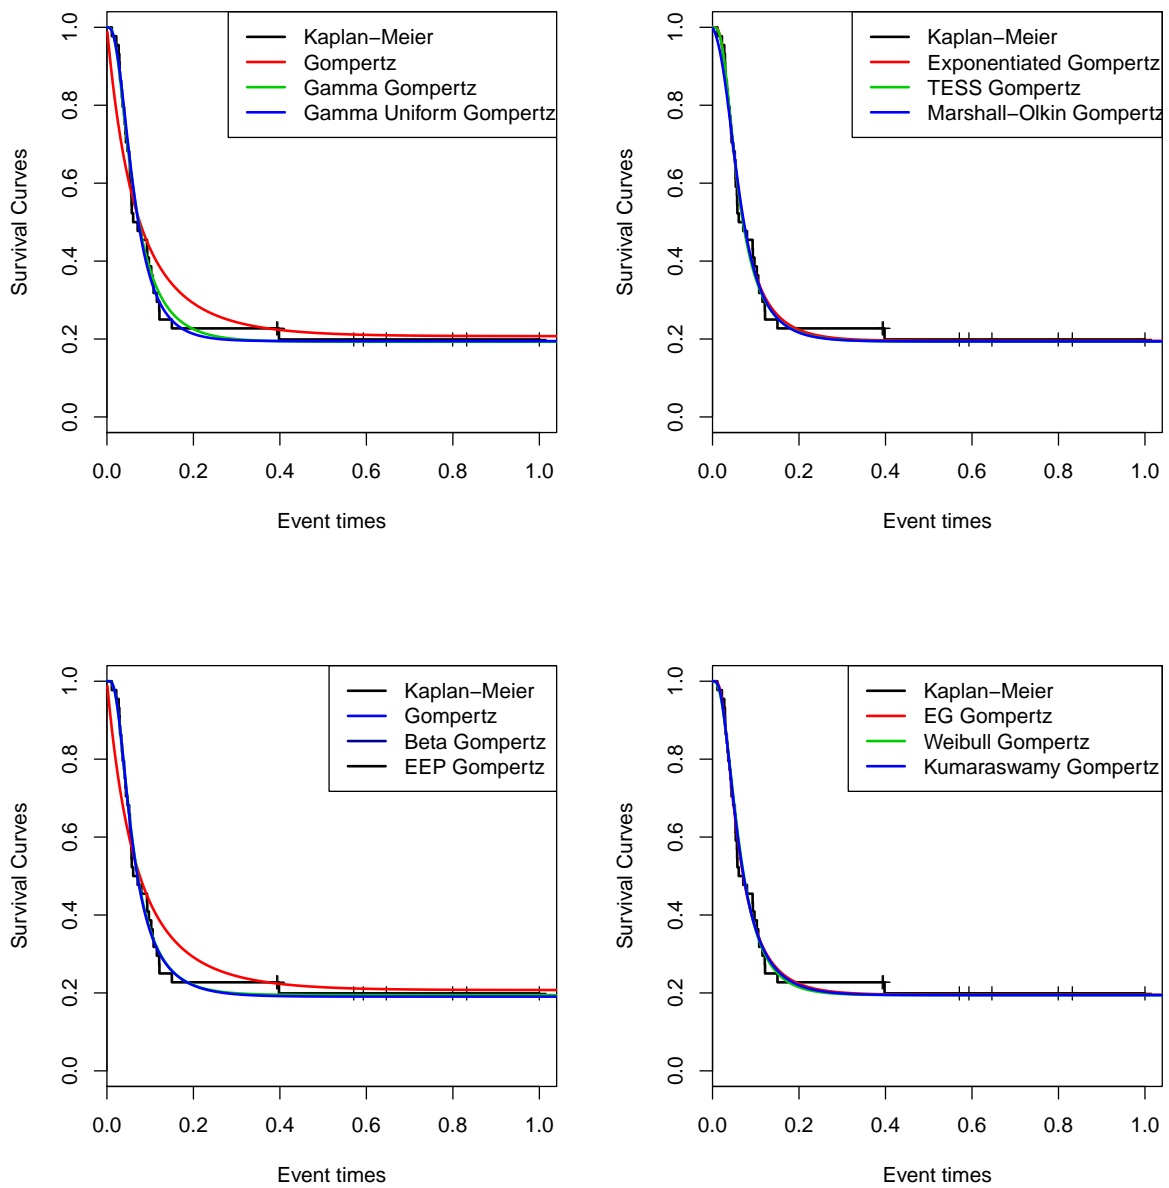 Kaplan−Meier
Gompertz
Gamma Gompertz
Gamma Uniform Gompertz
Survival Curves
1.0
0.8
0.6
0.4
0.2
0.0
0.0 0.2 0.4 0.6 0.8 1.0
Event times
Kaplan−Meier
Exponentiated Gompertz
TESS Gompertz
Marshall−Olkin Gompertz
Survival Curves
1.0
0.8
0.6
0.4
0.2
0.0
0.0 0.2 0.4 0.6 0.8 1.0
Event times
Kaplan−Meier
Gompertz
Beta Gompertz
EEP Gompertz
Survival Curves
1.0
0.8
0.6
0.4
0.2
0.0
0.0 0.2 0.4 0.6 0.8 1.0
Event times
Kaplan−Meier
EG Gompertz
Weibull Gompertz
Kumaraswamy Gompertz
Survival Curves
1.0
0.8
0.6
0.4
0.2
0.0
0.0 0.2 0.4 0.6 0.8 1.0
Event times